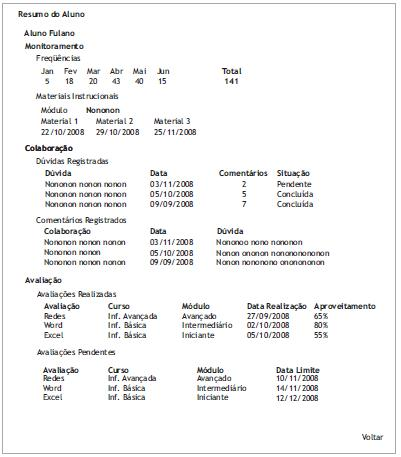 Resumo do Aluno
Aluno Fulano
Monitoramento
Freqüências
Jan Fev Mar Abr Mai Jun Total
5 18 20 43 40 15 141
Materiais Instrucionais
Módulo Nononon
Material 1 Material 2 Material 3
22/10/2008 29/10/2008 25/11/2008
Colaboração
Dúvidas Registradas
Dúvida Data Comentários Situação
Nononon nonon nonon 03/11/2008 2 Pendente
Nononon nonon nonon 05/10/2008 5 Concluída
Nononon nonon nonon 09/09/2008 7 Concluída
Comentários Registrados
Colaboração Data Dúvida
Nononon nonon nonon 03/11/2008 Nononoo nono nononon
Nononon nonon 05/10/2008 Nonon ononon nonononononon
Nononon nonon nonon 09/09/2008 Nonon nononono onononon
Avaliação
Avaliações Realizadas
Avaliação Curso Módulo Data Realização Aproveitamento
Redes Inf. Avançada Avançado 27/09/2008 65%
Word Inf. Básica Intermediário 02/10/2008 80%
Excel Inf. Básica Iniciante 05/10/2008 55%
Avaliações Pendentes
Avaliação Curso Módulo Data Limite
Redes Inf. Avançada Avançado 10/11/2008
Word Inf. Básica Intermediário 14/11/2008
Excel Inf. Básica Iniciante 12/12/2008
Voltar